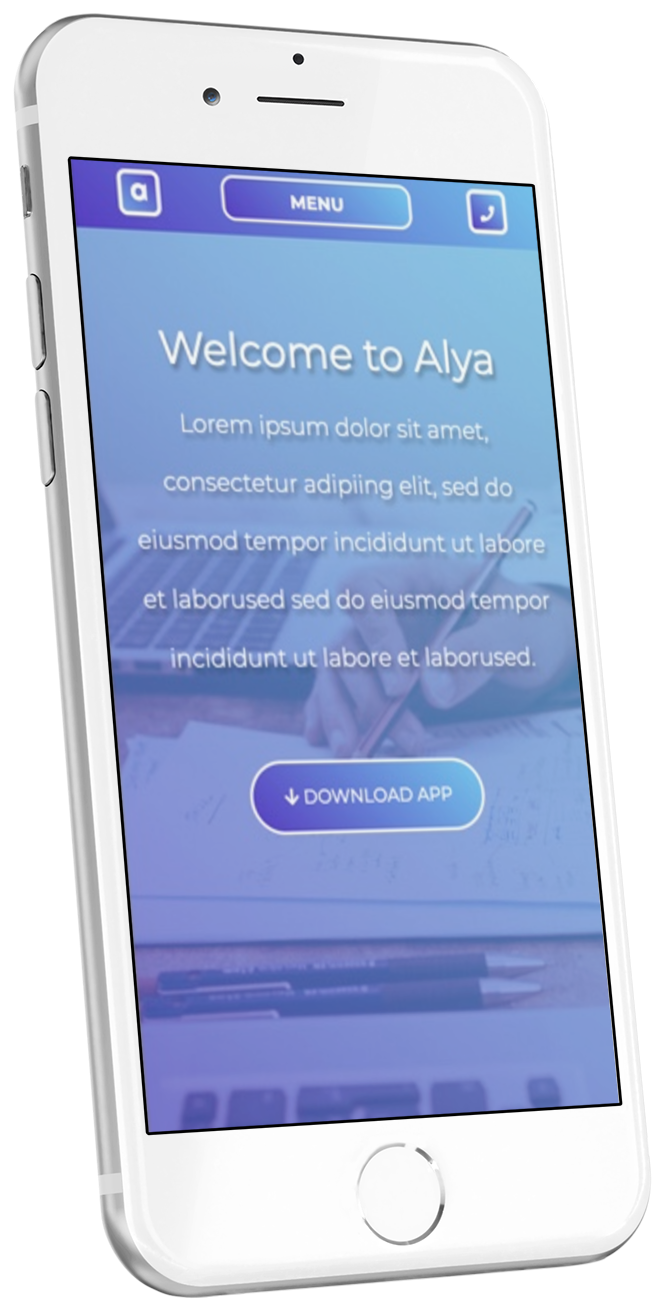 a
MENU
Welcome to Alya
Lorem ipsum dolor sit amet,
consectetur adipiing elit, sed do
eiusmod tempor incididunt ut labore
et laborused sed do eiusmod tempor
incididunt ut labore et laborused.
DOWNLOAD APP